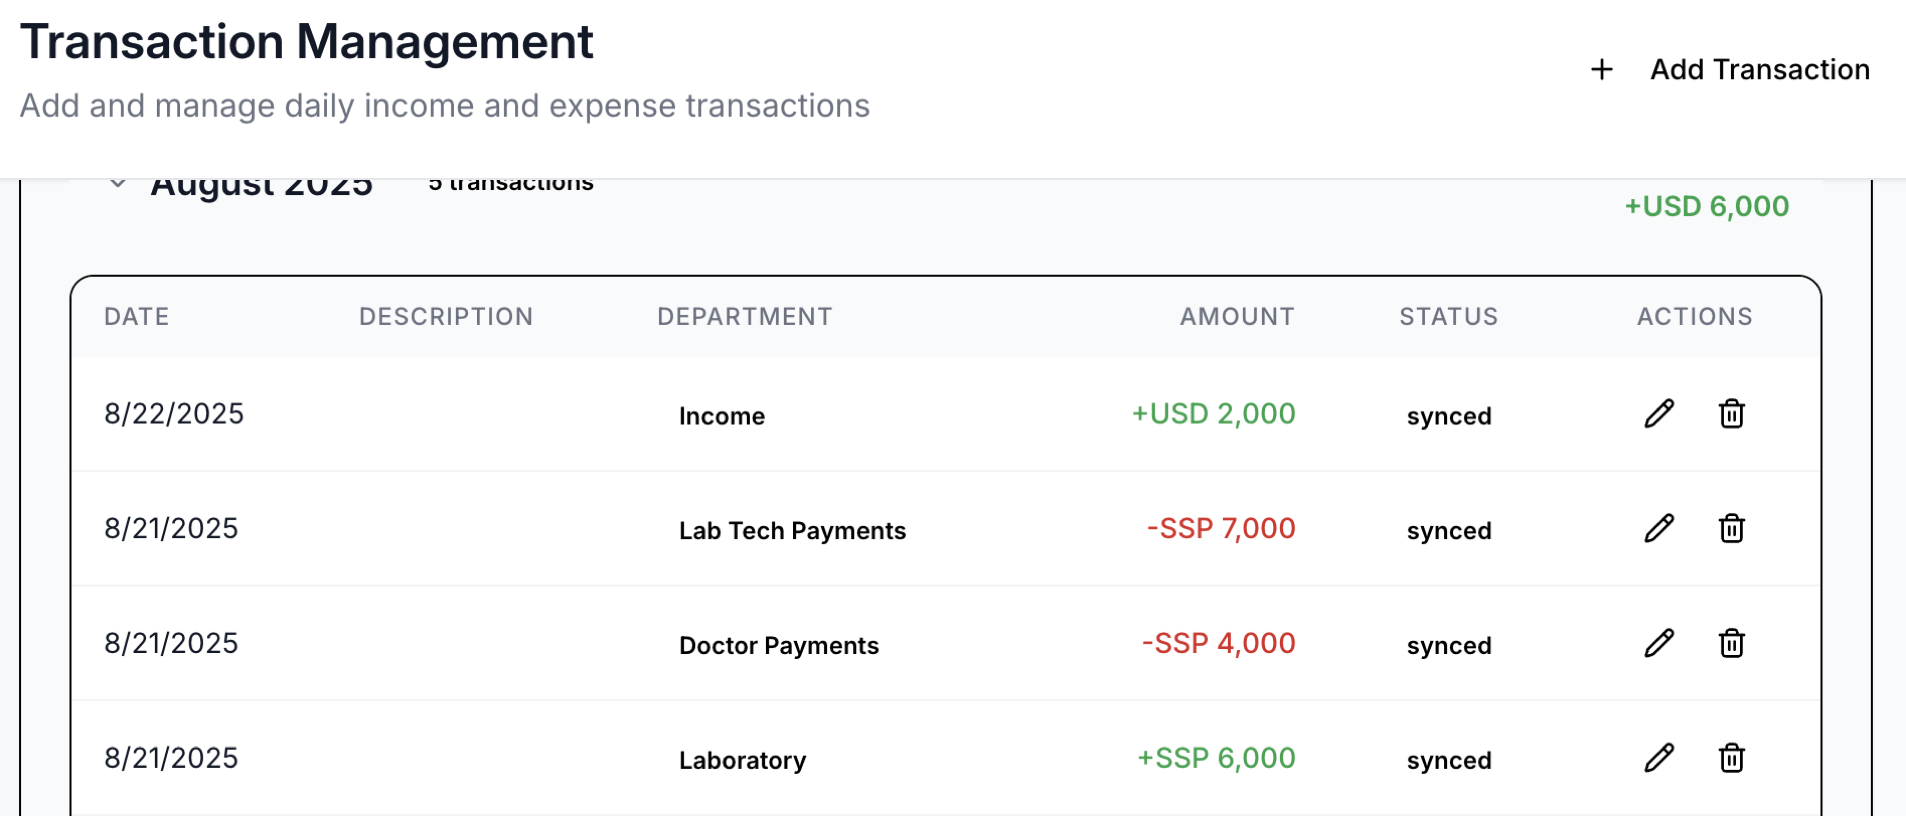 Transaction Management
Add and manage daily income and expense transactions
+ Add Transaction
August 2025 5 transactions
+USD 6,000
DATE DESCRIPTION DEPARTMENT AMOUNT STATUS ACTIONS
8/22/2025 Income +USD 2,000 synced
8/21/2025 Lab Tech Payments -SSP 7,000 synced
8/21/2025 Doctor Payments -SSP 4,000 synced
8/21/2025 Laboratory +SSP 6,000 synced